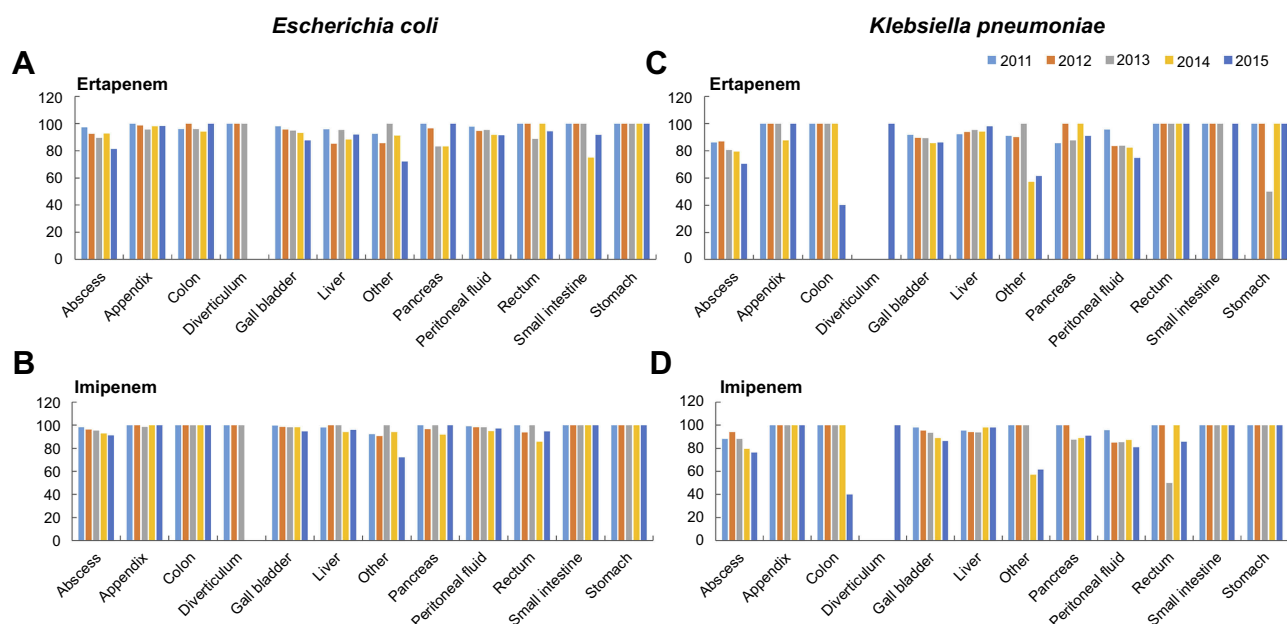 Escherichia coli
Klebsiella pneumoniae
A
Ertapenem
120
100
80
60
40
20
0
Abscess
Appendix
Colon
Diverticulum
Gall bladder
Liver
Other
Pancreas
Peritoneal fluid
Rectum
Small intestine
Stomach
C
2011 2012 2013 2014 2015
Ertapenem
120
100
80
60
40
20
0
Abscess
Appendix
Colon
Diverticulum
Gall bladder
Liver
Other
Pancreas
Peritoneal fluid
Rectum
Small intestine
Stomach
B
Imipenem
120
100
80
60
40
20
0
Abscess
Appendix
Colon
Diverticulum
Gall bladder
Liver
Other
Pancreas
Peritoneal fluid
Rectum
Small intestine
Stomach
D
Imipenem
120
100
80
60
40
20
0
Abscess
Appendix
Colon
Diverticulum
Gall bladder
Liver
Other
Pancreas
Peritoneal fluid
Rectum
Small intestine
Stomach